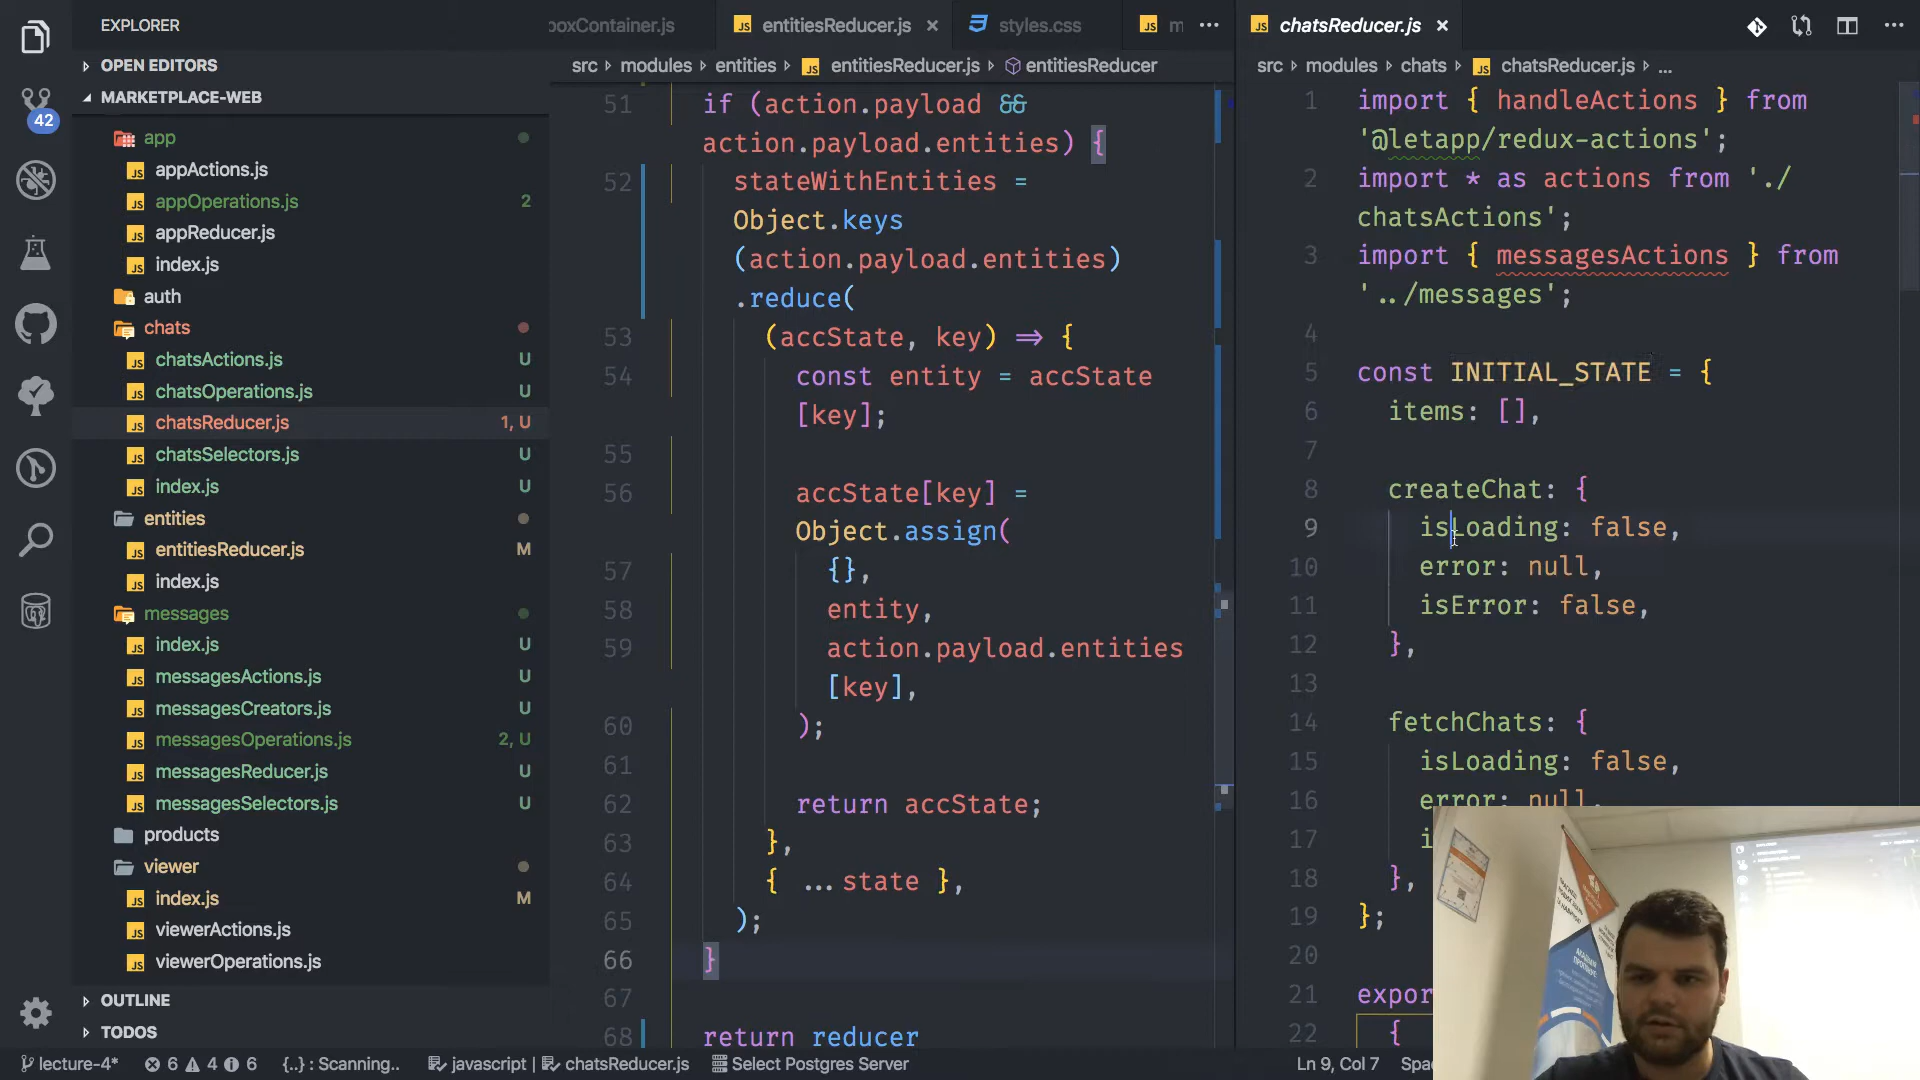 EXPLORER
OPEN EDITORS
MARKETPLACE-WEB
42
app
appActions.js
appOperations.js 2
appReducer.js
index.js
auth
chats
chatsActions.js U
chatsOperations.js U
chatsReducer.js 1, U
chatsSelectors.js U
index.js U
entities
entitiesReducer.js M
index.js
messages
index.js U
messagesActions.js U
messagesCreators.js U
messagesOperations.js 2, U
messagesReducer.js U
messagesSelectors.js U
products
viewer
index.js M
viewerActions.js
viewerOperations.js
OUTLINE
TODOS
boxContainer.js entitiesReducer.js × styles.css m ...
src > modules > entities > entitiesReducer.js > entitiesReducer
51 if (action.payload &&
action.payload.entities) {
52 stateWithEntities =
Object.keys
(action.payload.entities)
.reduce(
53 (accState, key) => {
54 const entity = accState
[key];
55
56 accState[key] =
Object.assign(
57 {},
58 entity,
59 action.payload.entities
[key],
60 );
61
62 return accState;
63 },
64 { ...state },
65 );
66 }
67
68 return reducer
chatsReducer.js ×
src > modules > chats > chatsReducer.js > ...
1 import { handleActions } from
'@letapp/redux-actions';
2 import * as actions from './
chatsActions';
3 import { messagesActions } from
'../messages';
4
5 const INITIAL_STATE = {
6 items: [],
7
8 createChat: {
9 isLoading: false,
10 error: null,
11 isError: false,
12 },
13
14 fetchChats: {
15 isLoading: false,
16 error: null,
17 i
18 },
19 };
20
21 expor
22 {
lecture-4* 6 4 6 {..} : Scanning.. javascript | chatsReducer.js Select Postgres Server Ln 9, Col 7 Spac